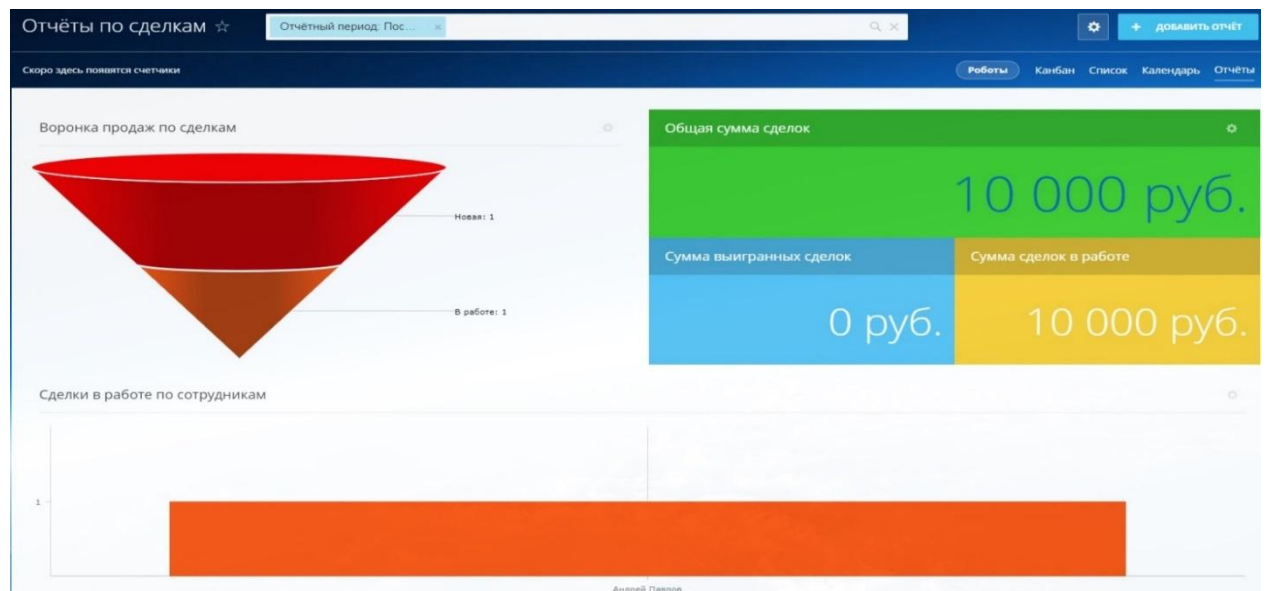 Отчёты по сделкам
Отчётный период: Пос...
ДОБАВИТЬ ОТЧЁТ
Скоро здесь появятся счетчики
Роботы
Канбан
Список
Календарь
Отчёты
Воронка продаж по сделкам
Новая: 1
В работе: 1
Общая сумма сделок
10 000 руб.
Сумма выигранных сделок
0 руб.
Сумма сделок в работе
10 000 руб.
Сделки в работе по сотрудникам
1
Андрей Павлов